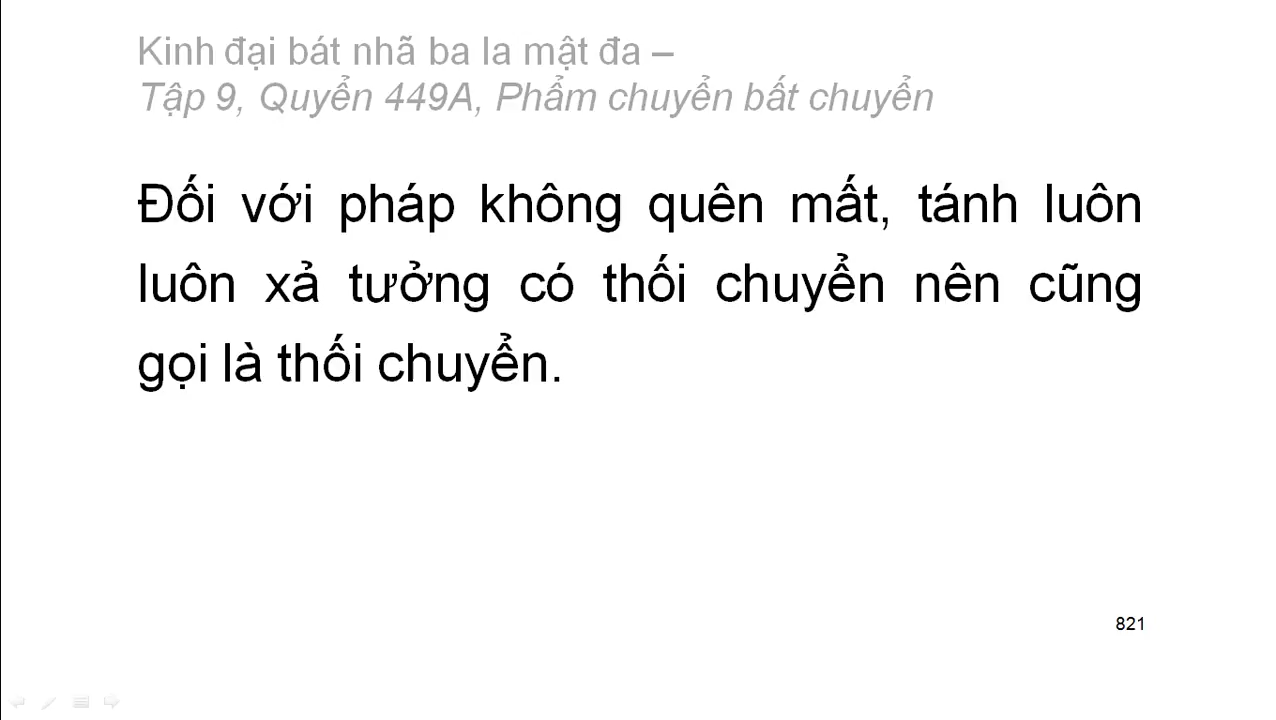 Kinh đại bát nhã ba la mật đa –
Tập 9, Quyển 449A, Phẩm chuyển bất chuyển
Đối với pháp không quên mất, tánh luôn
luôn xả tưởng có thối chuyển nên cũng
gọi là thối chuyển.
821